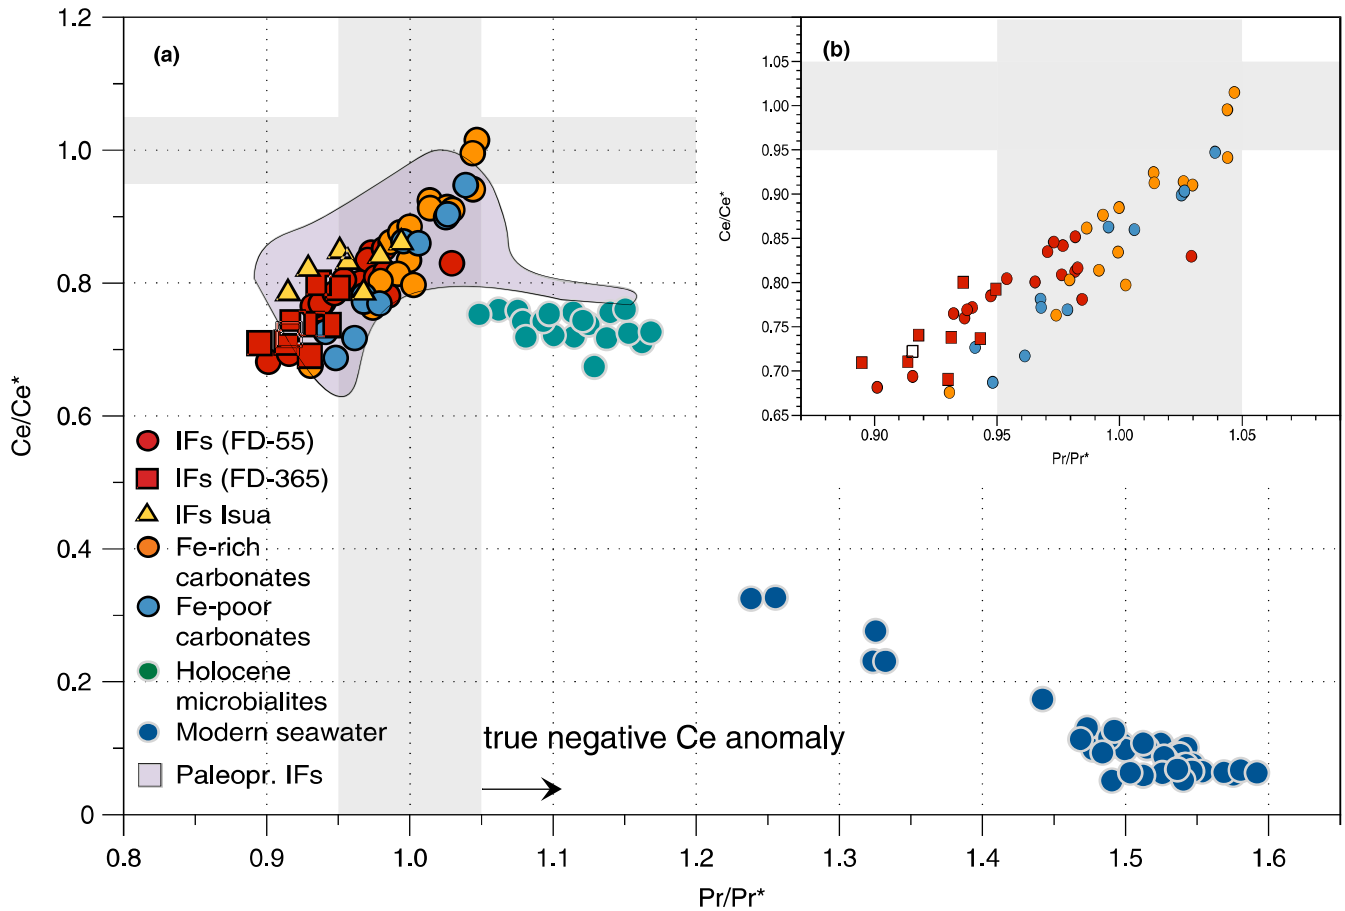 1.2
1.0
0.8
0.6
0.4
0.2
0
Ce/Ce*
(a)
IFs (FD-55)
IFs (FD-365)
IFs Isua
Fe-rich
carbonates
Fe-poor
carbonates
Holocene
microbialites
Modern seawater
Paleopr. IFs
true negative Ce anomaly
0.8
0.9
1.0
1.1
1.2
1.3
1.4
1.5
1.6
Pr/Pr*
(b)
1.05
1.00
0.95
0.90
0.85
0.80
0.75
0.70
0.65
Ce/Ce*
0.90
0.95
1.00
1.05
Pr/Pr*